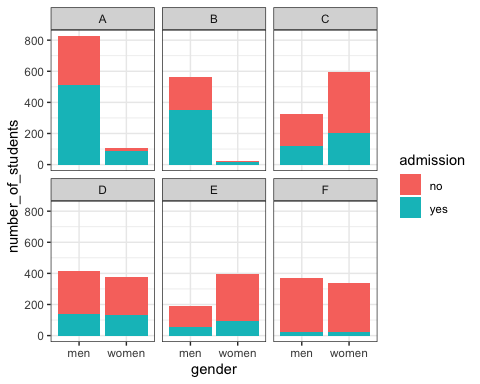 A B C
800
600
400
200
0
D E F
800
600
400
200
0
men women men women men women
gender
number_of_students
admission
no
yes